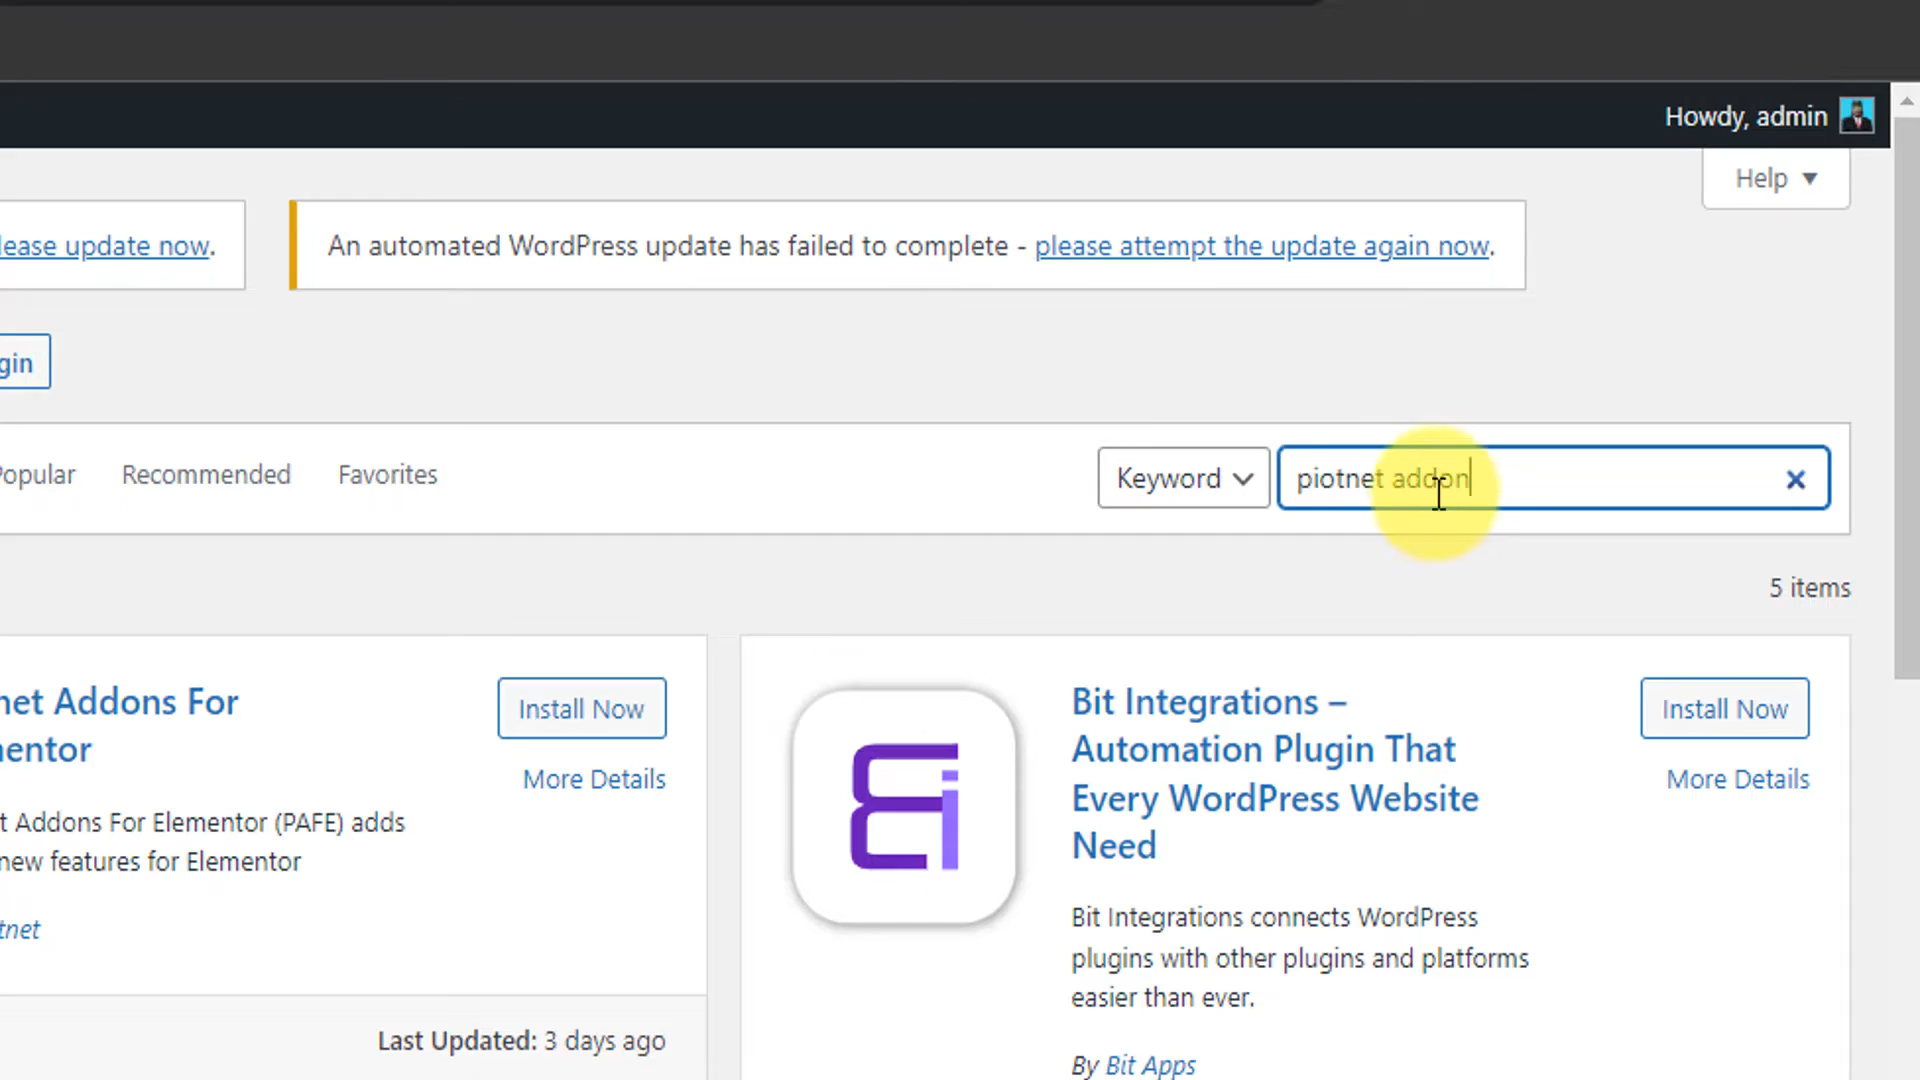 Howdy, admin
Help
lease update now.
An automated WordPress update has failed to complete - please attempt the update again now.
gin
Popular Recommended Favorites
Keyword
piotnet addon
5 items
net Addons For
mentor
Install Now
More Details
t Addons For Elementor (PAFE) adds
new features for Elementor
tnet
Last Updated: 3 days ago
Bit Integrations –
Automation Plugin That
Every WordPress Website
Need
Install Now
More Details
Bit Integrations connects WordPress
plugins with other plugins and platforms
easier than ever.
By Bit Apps